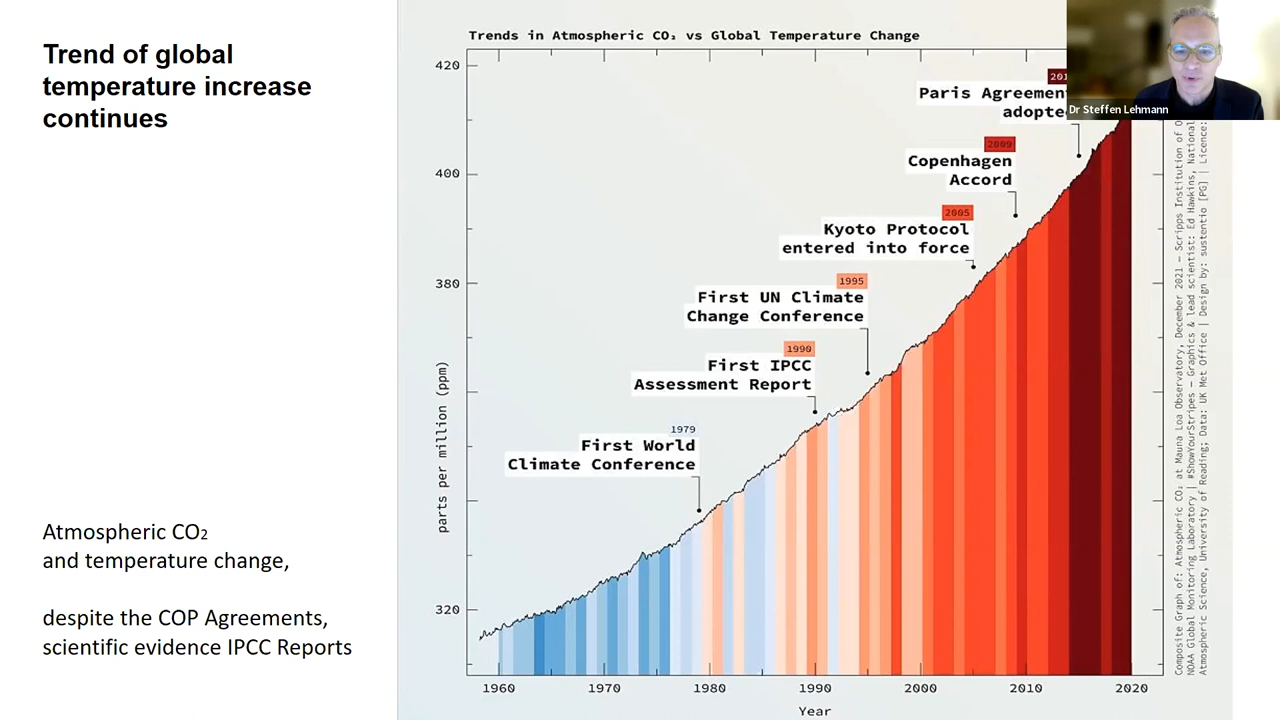 Trend of global
temperature increase
continues
Atmospheric CO₂
and temperature change,
despite the COP Agreements,
scientific evidence IPCC Reports
Trends in Atmospheric CO₂ vs Global Temperature Change
420
400
380
320
parts per million (ppm)
Paris Agreement
adopted
2009
Copenhagen
Accord
2005
Kyoto Protocol
entered into force
1995
First UN Climate
Change Conference
1990
First IPCC
Assessment Report
1979
First World
Climate Conference
1960
1970
1980
1990
2000
2010
2020
Year
Dr Steffen Lehmann
Composite Graph of: Atmospheric CO₂ at Mauna Loa Observatory, December 2021 – Scripps Institution of
NOAA Global Monitoring Laboratory | #ShowYourStripes – Graphics & lead scientist: Ed Hawkins, National
Atmospheric Science, University of Reading; Data: UK Met Office | Design by: sustentio [PG] | Licence: